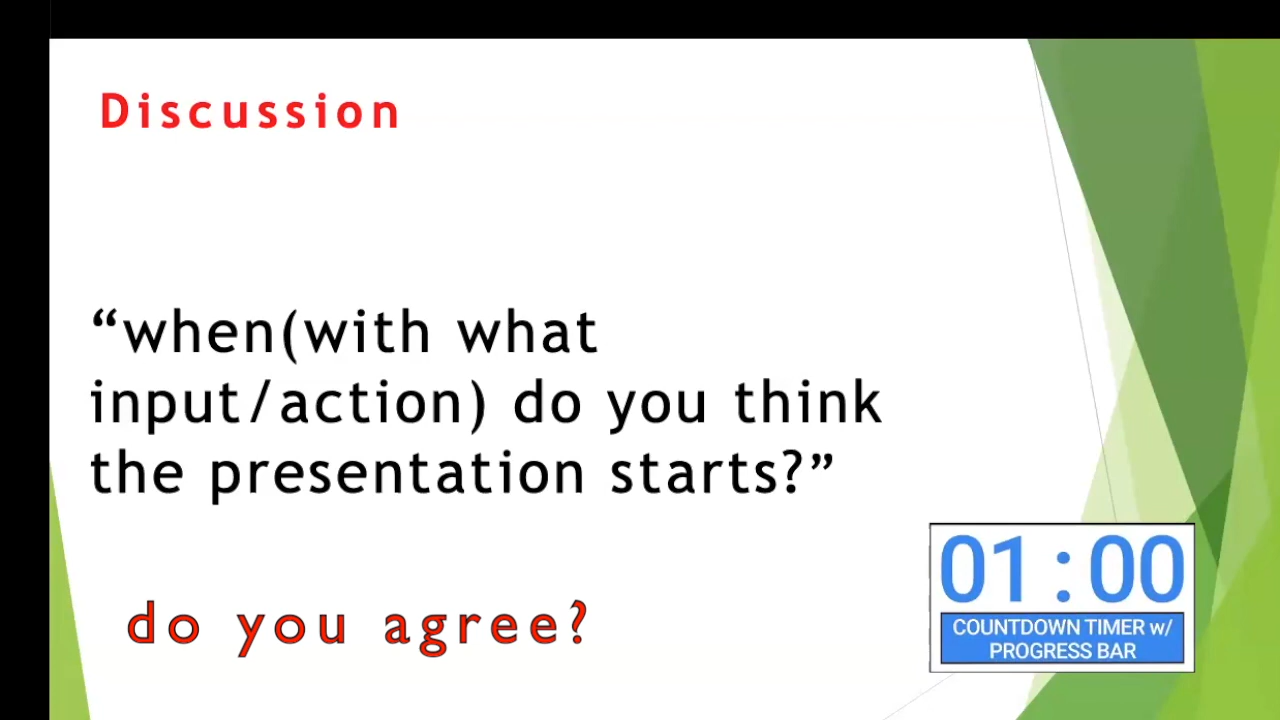 Discussion
“when(with what
input/action) do you think
the presentation starts?”
do you agree?
01:00
COUNTDOWN TIMER w/
PROGRESS BAR